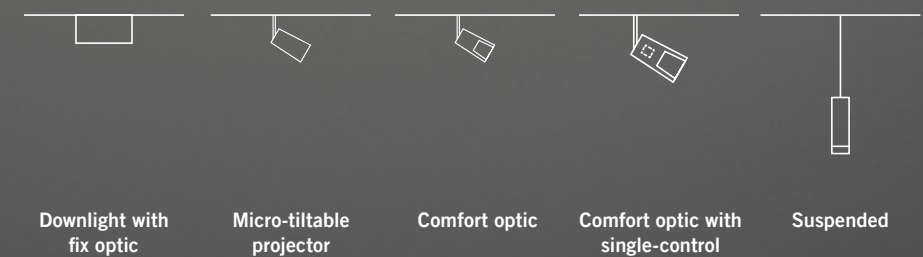 Downlight with
fix optic
Micro-tiltable
projector
Comfort optic
Comfort optic with
single-control
Suspended